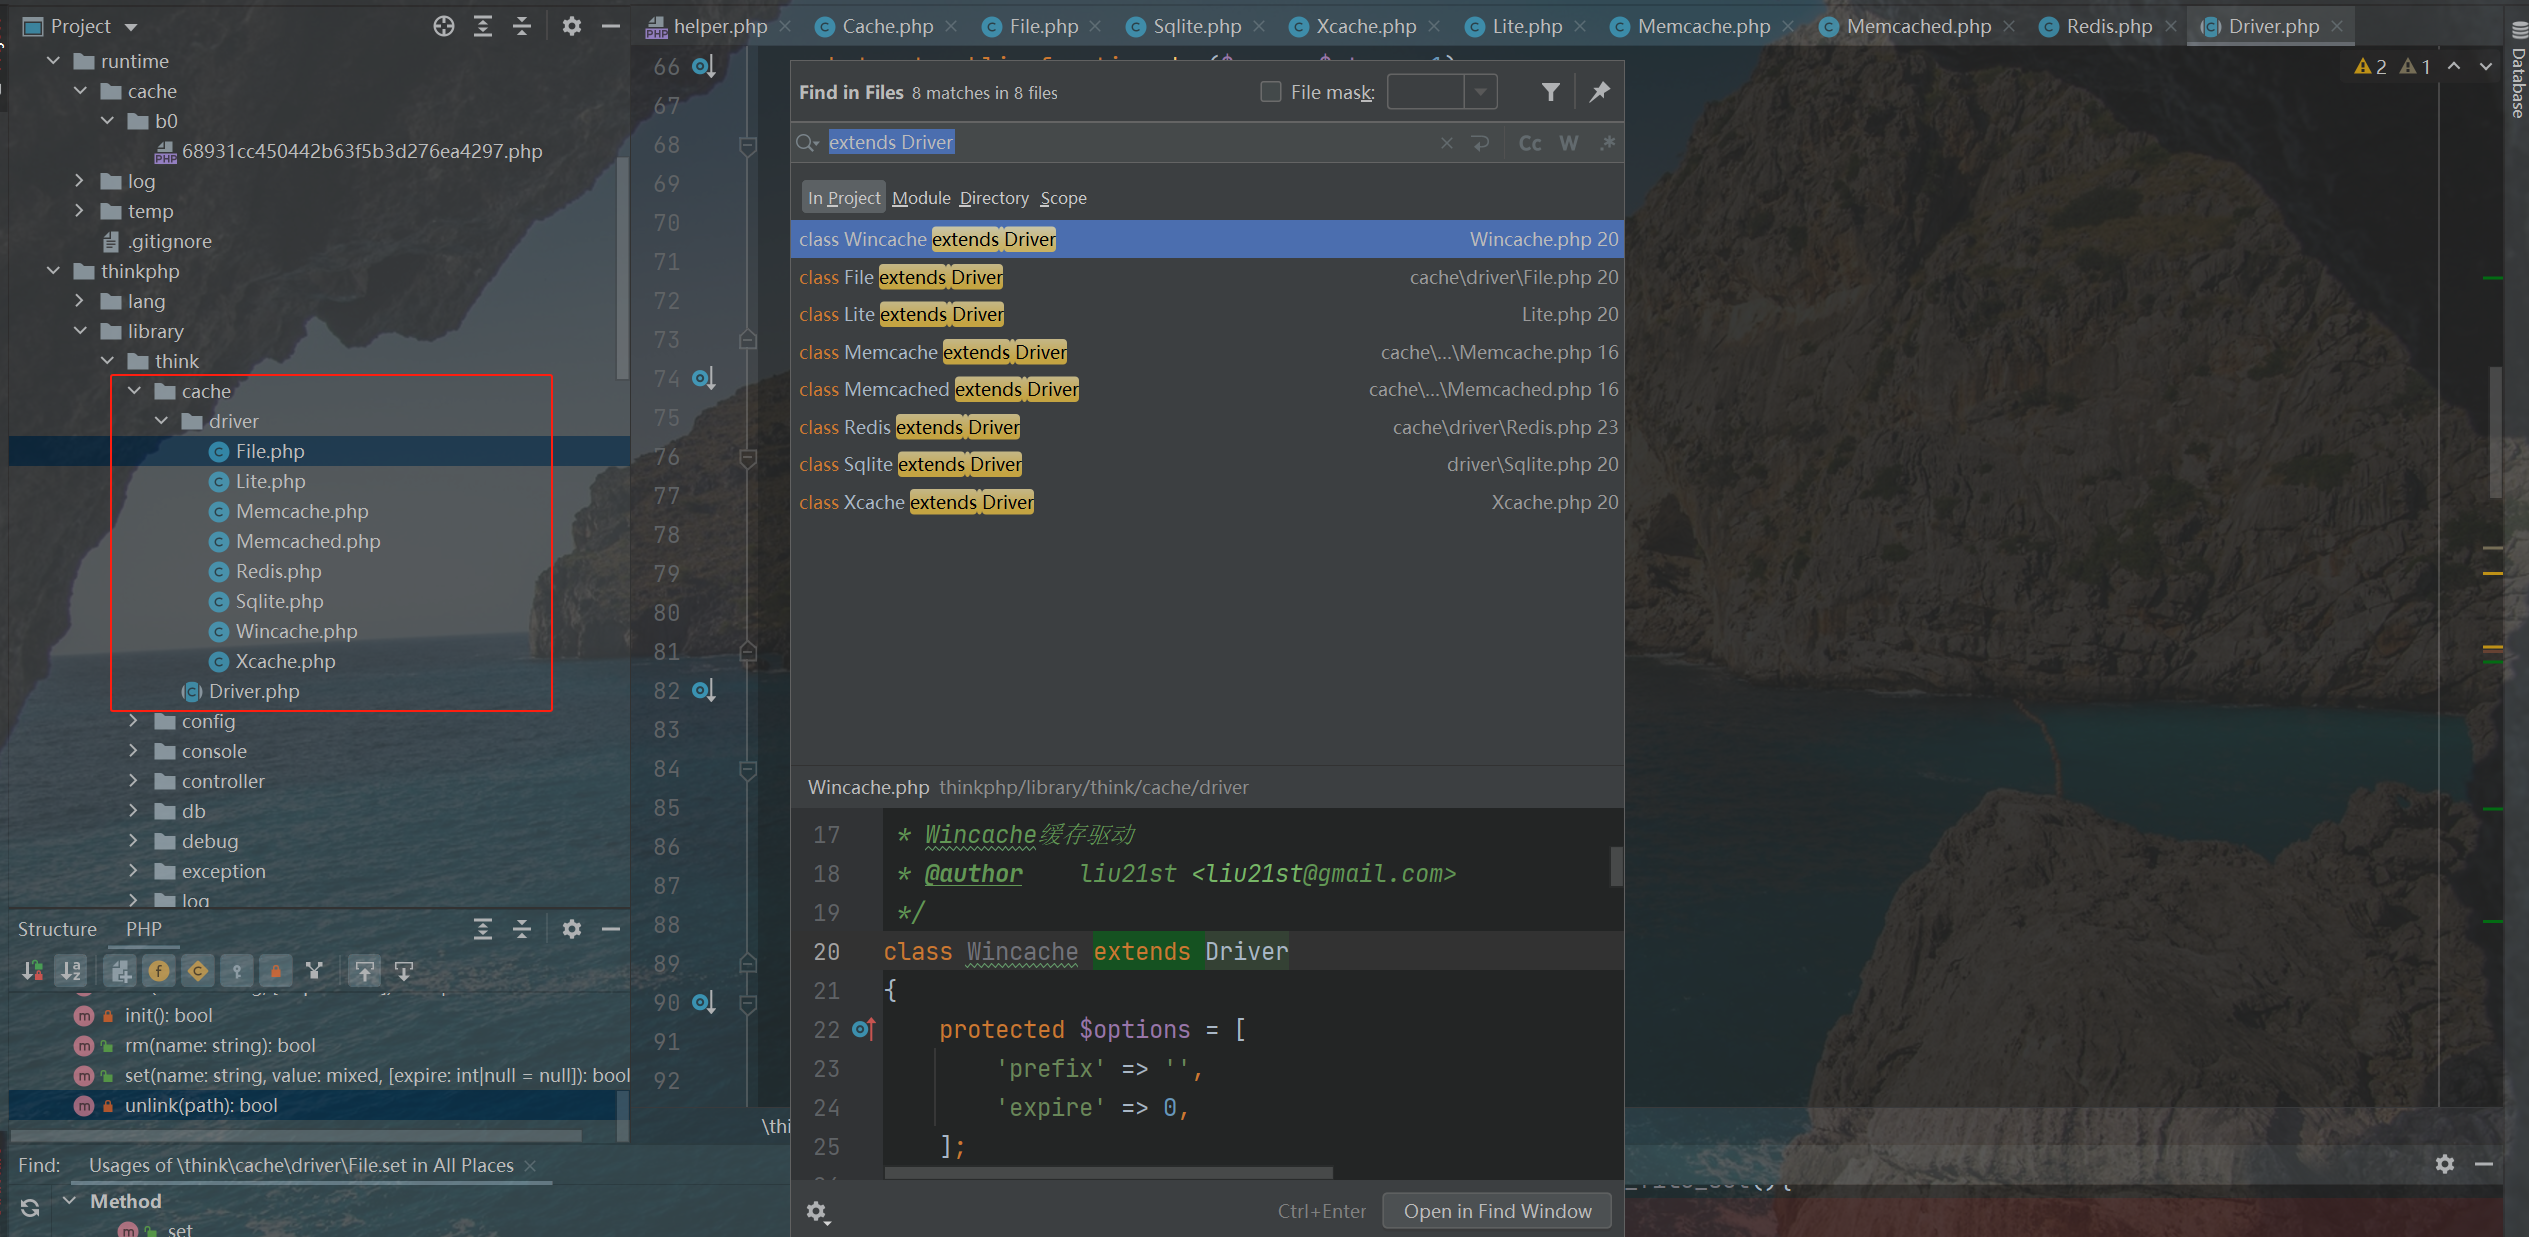 Project
helper.php
Cache.php
File.php
Sqlite.php
Xcache.php
Lite.php
Memcache.php
Memcached.php
Redis.php
Driver.php
runtime
cache
b0
68931cc450442b63f5b3d276ea4297.php
log
temp
.gitignore
thinkphp
lang
library
think
cache
driver
File.php
Lite.php
Memcache.php
Memcached.php
Redis.php
Sqlite.php
Wincache.php
Xcache.php
Driver.php
config
console
controller
db
debug
exception
log
Structure
PHP
init(): bool
rm(name: string): bool
set(name: string, value: mixed, [expire: int|null = null]): bool
unlink(path): bool
Find:
Usages of \think\cache\driver\File.set in All Places
Method
set
66
67
68
69
70
71
72
73
74
75
76
77
78
79
80
81
82
83
84
85
86
87
88
89
90
91
92
\thi
Find in Files 8 matches in 8 files
File mask:
extends Driver
Cc W .*
In Project Module Directory Scope
class Wincache extends Driver Wincache.php 20
class File extends Driver cache\driver\File.php 20
class Lite extends Driver Lite.php 20
class Memcache extends Driver cache\...\Memcache.php 16
class Memcached extends Driver cache\...\Memcached.php 16
class Redis extends Driver cache\driver\Redis.php 23
class Sqlite extends Driver driver\Sqlite.php 20
class Xcache extends Driver Xcache.php 20
Wincache.php thinkphp/library/think/cache/driver
17 * Wincache缓存驱动
18 * @author liu21st <liu21st@gmail.com>
19 */
20 class Wincache extends Driver
21 {
22 protected $options = [
23 'prefix' => '',
24 'expire' => 0,
25 ];
Ctrl+Enter
Open in Find Window
2
1
Database